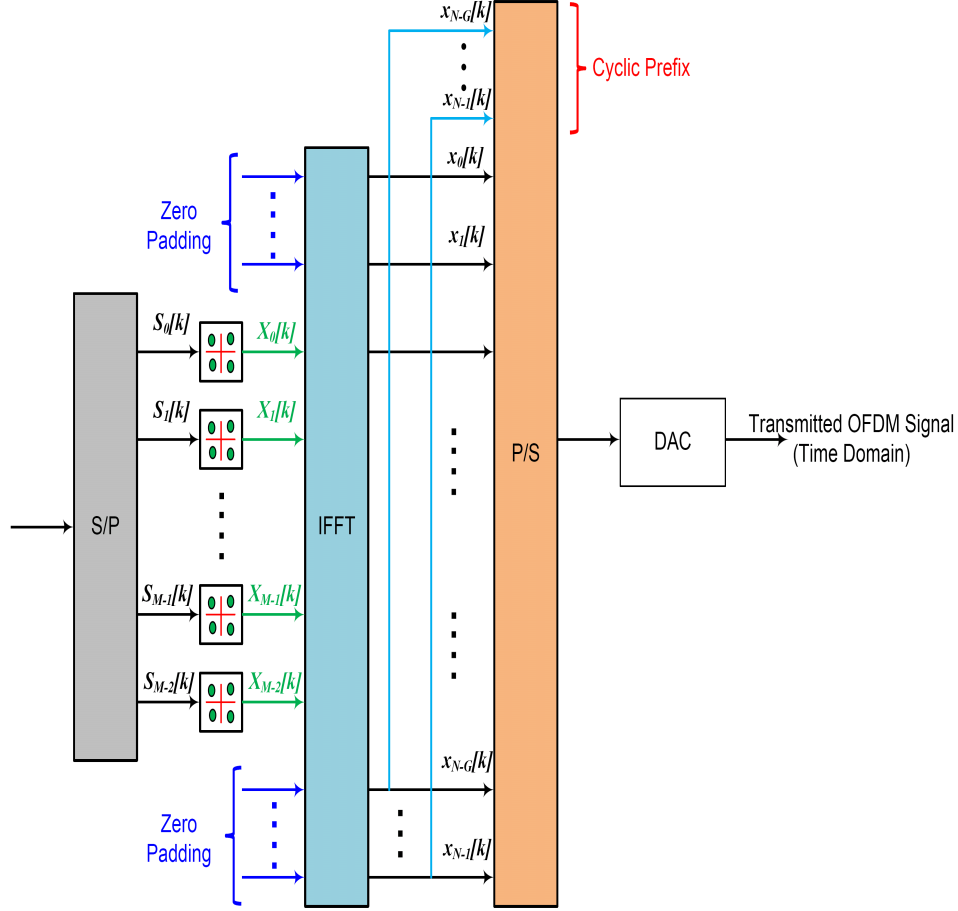 x_{N-G}[k]
Cyclic Prefix
x_{N-1}[k]
x_0[k]
Zero
Padding
x_1[k]
S_0[k]
X_0[k]
S_1[k]
X_1[k]
Transmitted OFDM Signal
(Time Domain)
DAC
P/S
S/P
IFFT
S_{M-1}[k]
X_{M-1}[k]
S_{M-2}[k]
X_{M-2}[k]
x_{N-G}[k]
Zero
Padding
x_{N-1}[k]